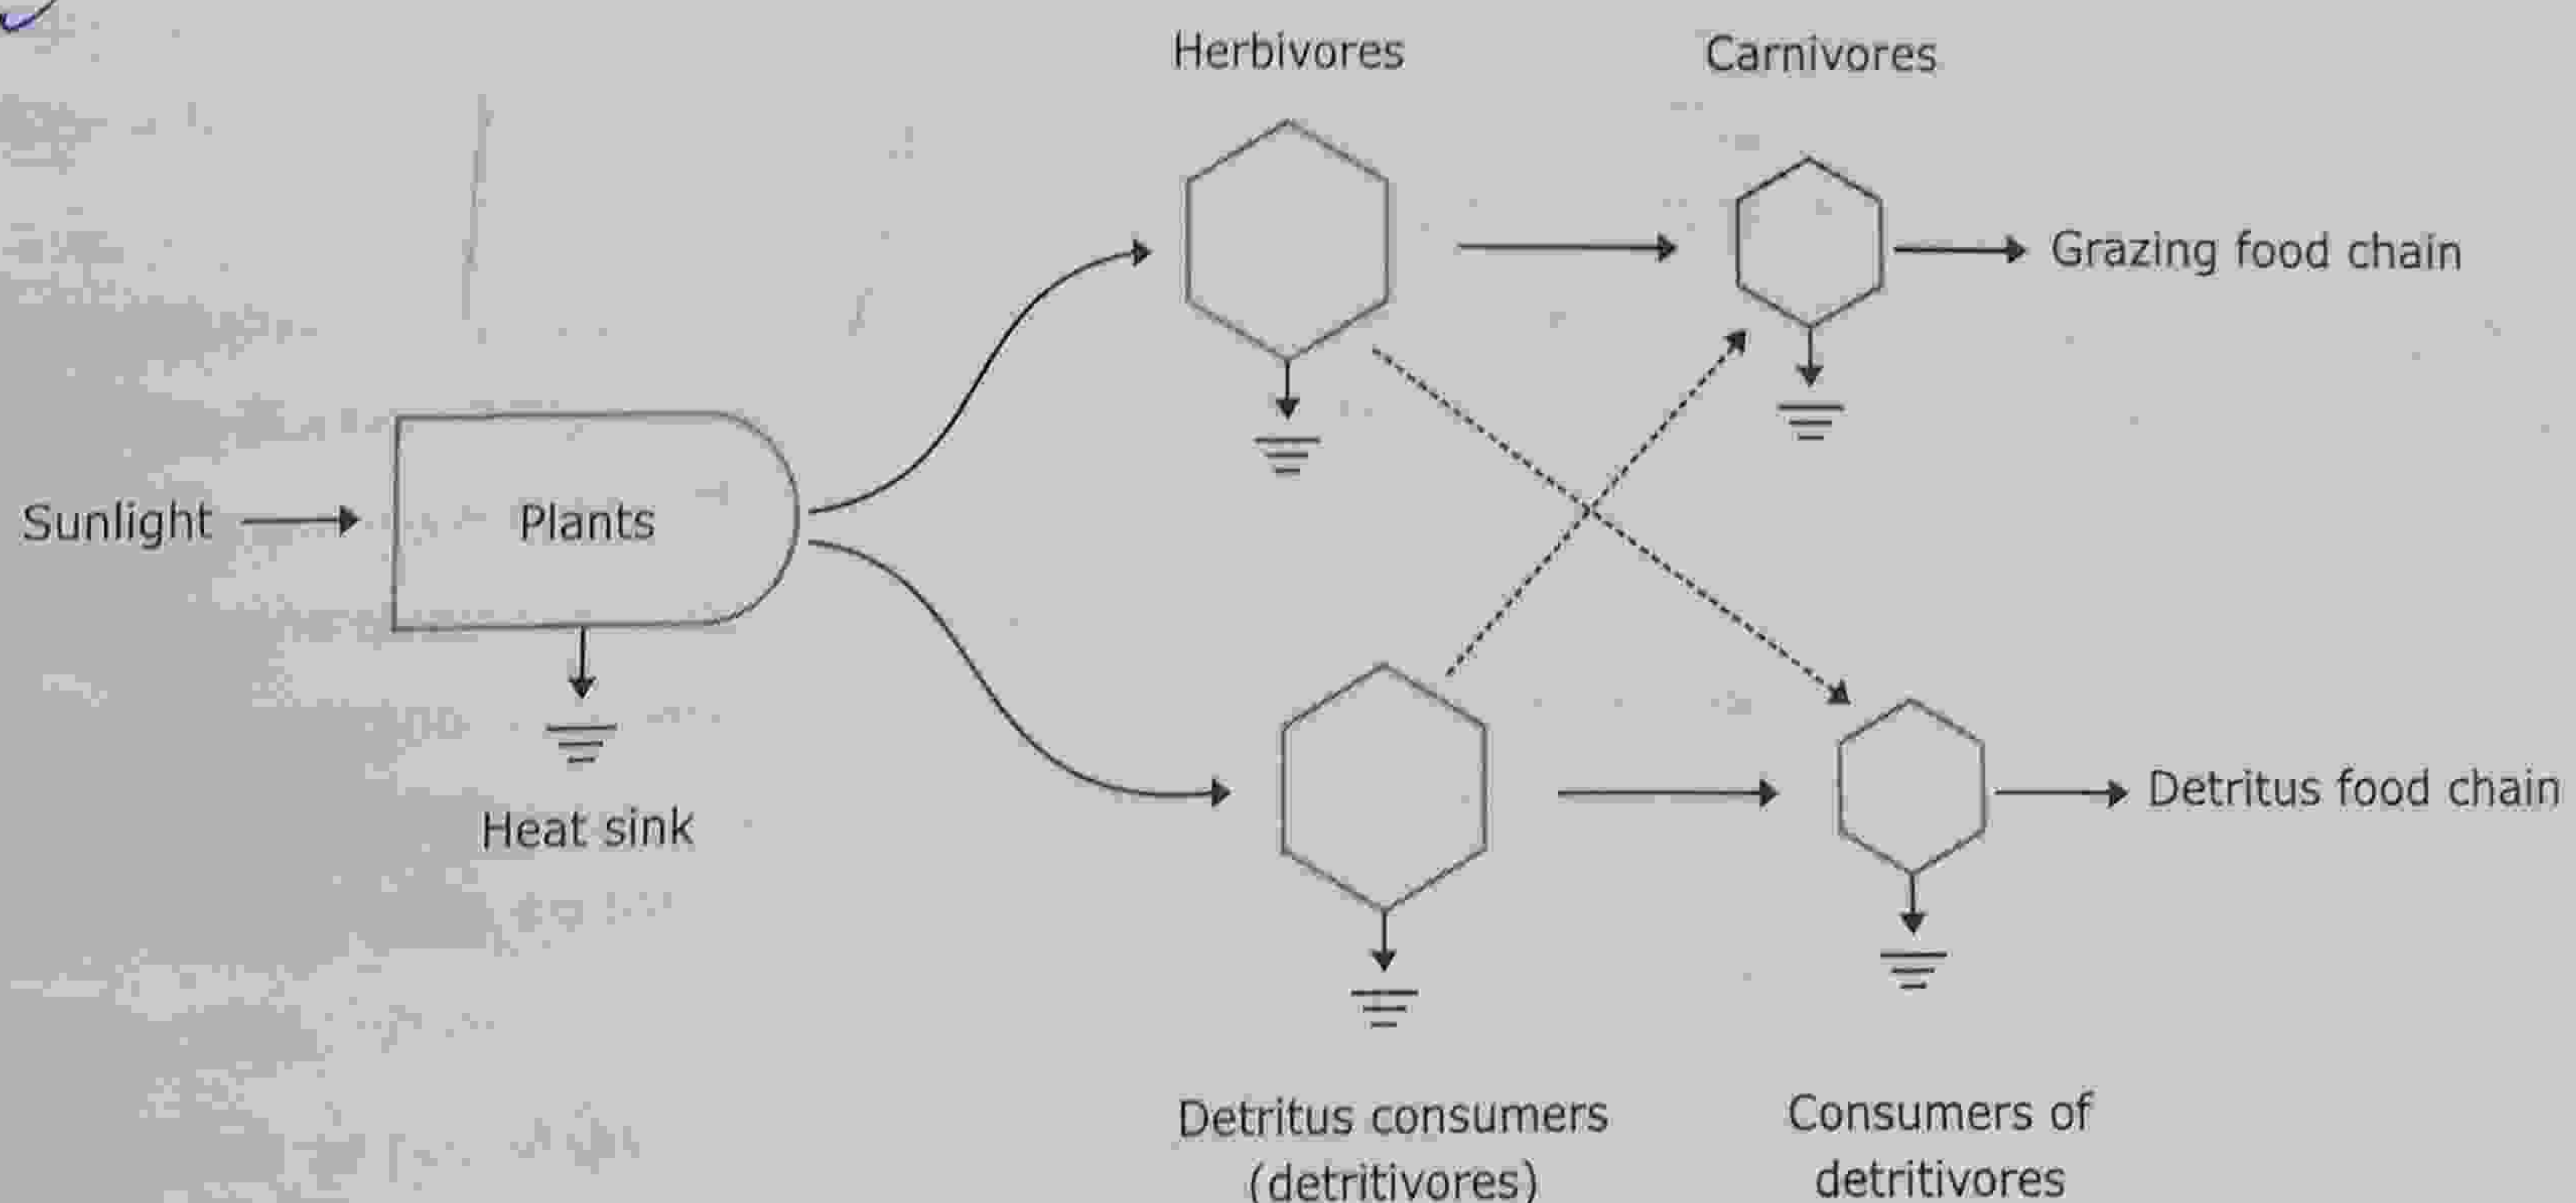 Herbivores
Carnivores
Grazing food chain
Sunlight
Plants
Heat sink
Detritus food chain
Detritus consumers
(detritivores)
Consumers of
detritivores